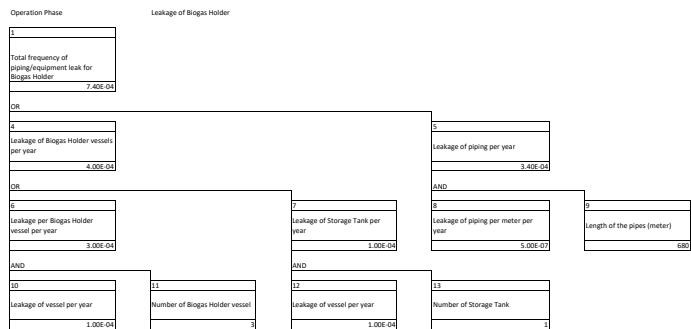 Operation Phase
Leakage of Biogas Holder
1
Total frequency of
piping/equipment leak for
Biogas Holder
7.40E-04
OR
4
Leakage of Biogas Holder vessels
per year
4.00E-04
5
Leakage of piping per year
3.40E-04
OR
AND
6
Leakage per Biogas Holder
vessel per year
3.00E-04
7
Leakage of Storage Tank per
year
1.00E-04
8
Leakage of piping per meter per
year
5.00E-07
9
Length of the pipes (meter)
680
AND
AND
10
Leakage of vessel per year
1.00E-04
11
Number of Biogas Holder vessel
3
12
Leakage of vessel per year
1.00E-04
13
Number of Storage Tank
1